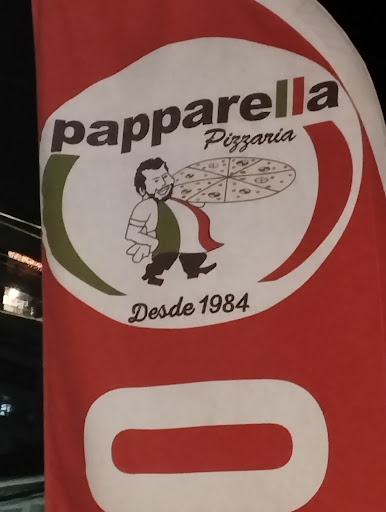 papparella
Pizzaria
Desde 1984
O